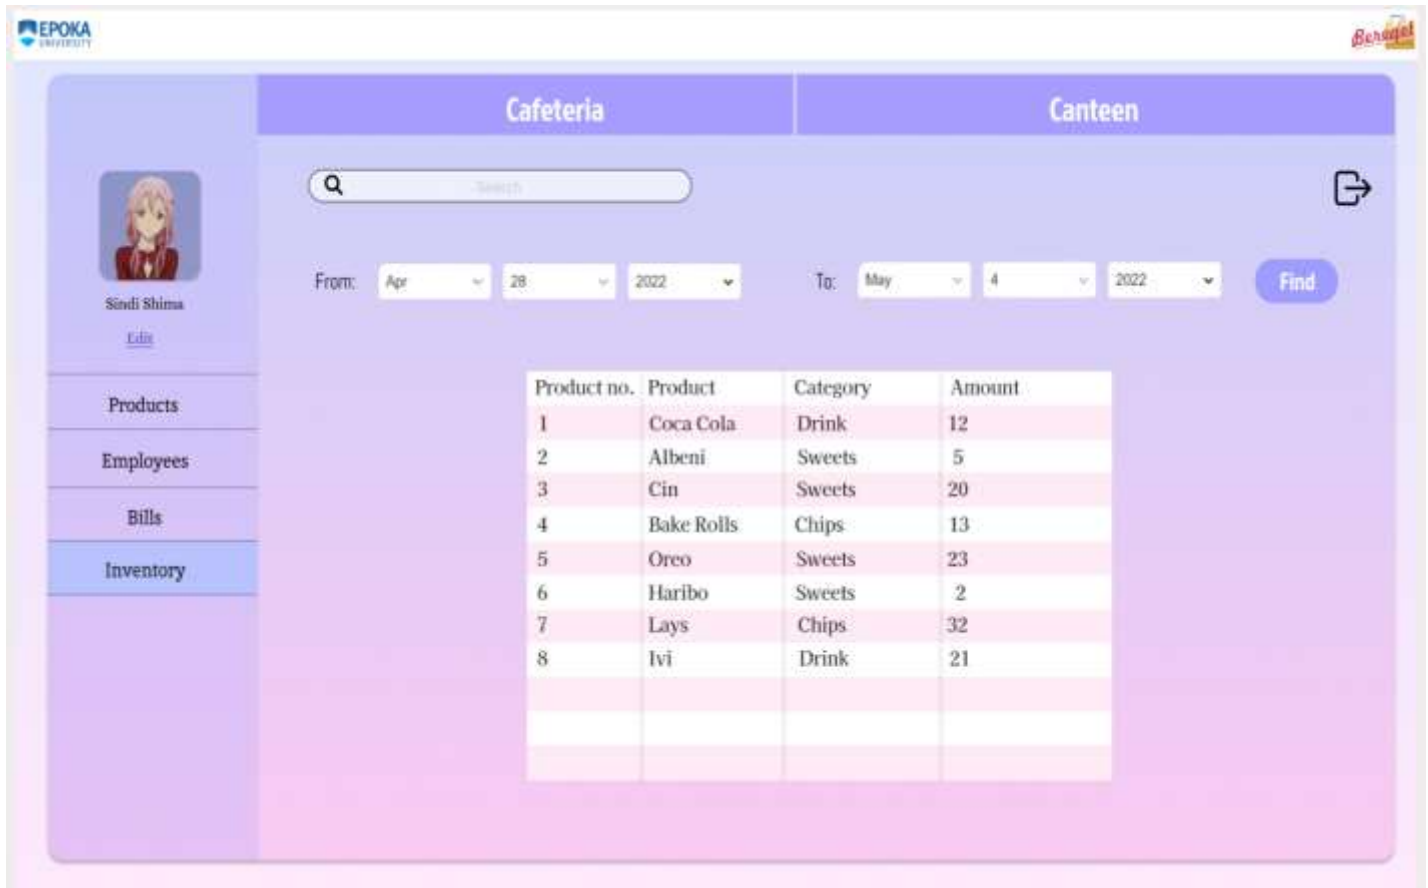 EPOKA
UNIVERSITY
Beraqet
Cafeteria
Canteen
Search
Sindi Shima
Edit
Products
Employees
Bills
Inventory
From: Apr 28 2022 To: May 4 2022 Find
Product no. Product Category Amount
1 Coca Cola Drink 12
2 Albeni Sweets 5
3 Cin Sweets 20
4 Bake Rolls Chips 13
5 Oreo Sweets 23
6 Haribo Sweets 2
7 Lays Chips 32
8 Ivi Drink 21